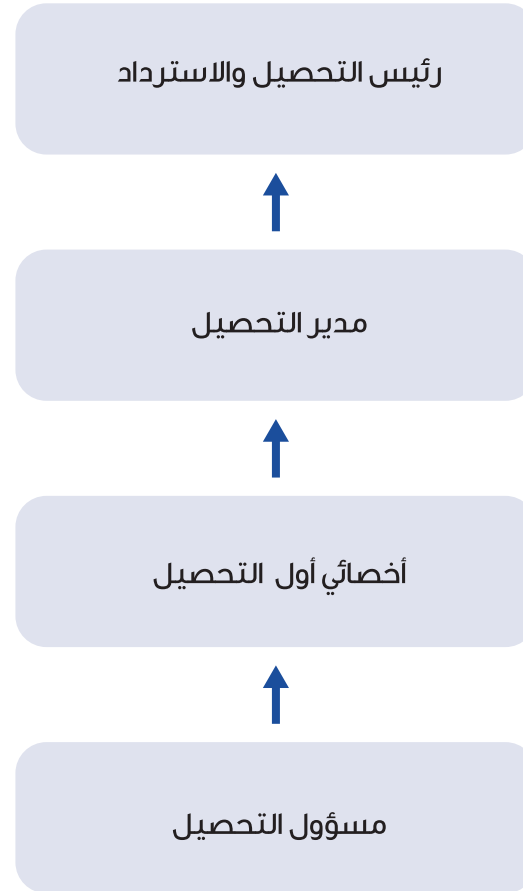 رئيس التحصيل والاسترداد
مدير التحصيل
أخصائي أول التحصيل
مسؤول التحصيل